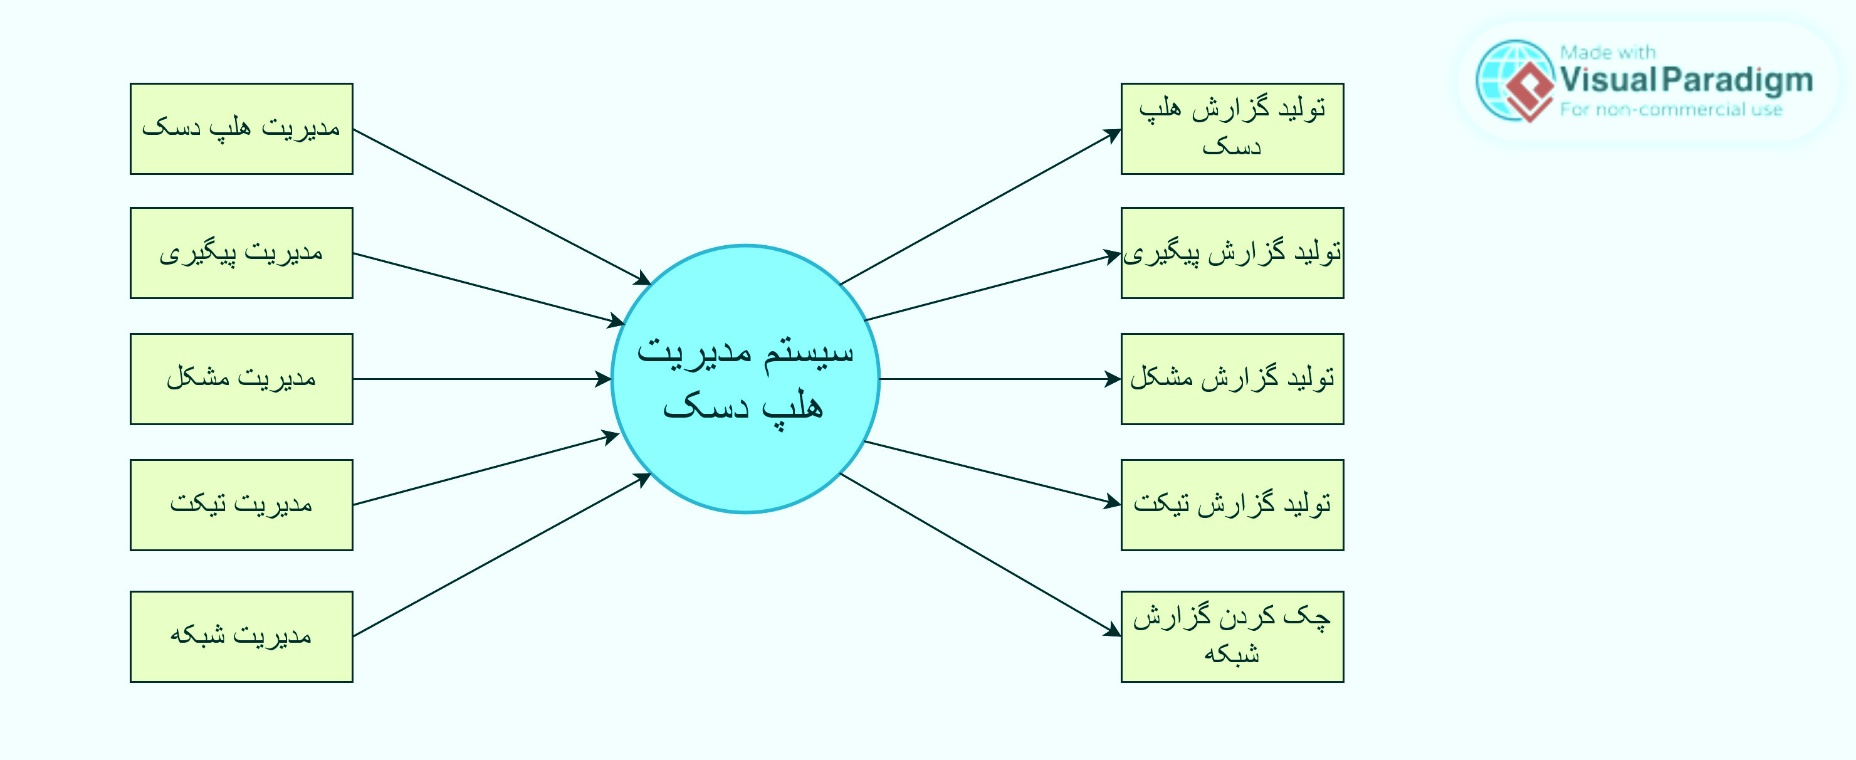 Made with
Visual Paradigm
For non-commercial use
مدیریت هلپ دسک
مدیریت پیگیری
مدیریت مشکل
مدیریت تیکت
مدیریت شبکه
سیستم مدیریت
هلپ دسک
تولید گزارش هلپ
دسک
تولید گزارش پیگیری
تولید گزارش مشکل
تولید گزارش تیکت
چک کردن گزارش
شبکه